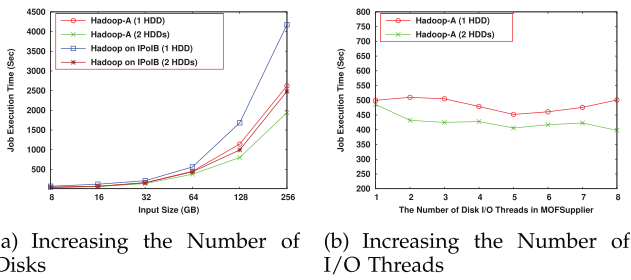 4500
4000
3500
3000
2500
2000
1500
1000
500
Job Execution Time (Secs)
Hadoop-A (1 HDD)
Hadoop-A (2 HDDs)
Hadoop on IPoIB (1 HDD)
Hadoop on IPoIB (2 HDDs)
8 16 32 64 128 256
Input Size (GB)
a) Increasing the Number of
Disks
800
750
700
650
600
550
500
450
400
350
300
250
200
Job Execution Time (Sec)
Hadoop-A (1 HDD)
Hadoop-A (2 HDDs)
1 2 3 4 5 6 7 8
The Number of Disk I/O Threads in MOFSupplier
(b) Increasing the Number of
I/O Threads